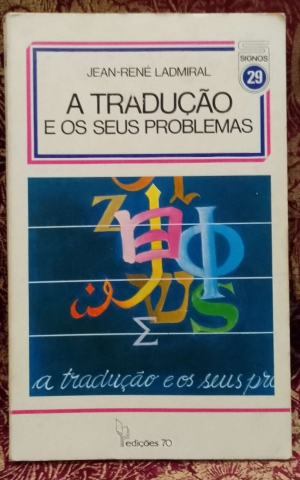 JEAN-RENÉ LADMIRAL
SIGNOS
29
A TRADUÇÃO
E OS SEUS PROBLEMAS
Φ
S
Σ
a tradução e os seus pro
edições 70